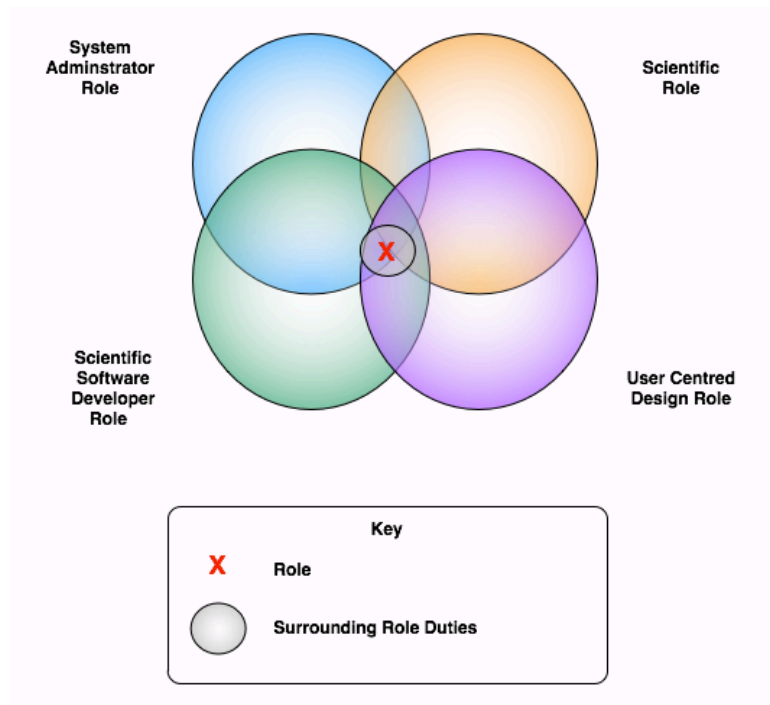 System
Adminstrator
Role
Scientific
Role
X
Scientific
Software
Developer
Role
User Centred
Design Role
Key
X
Role
Surrounding Role Duties